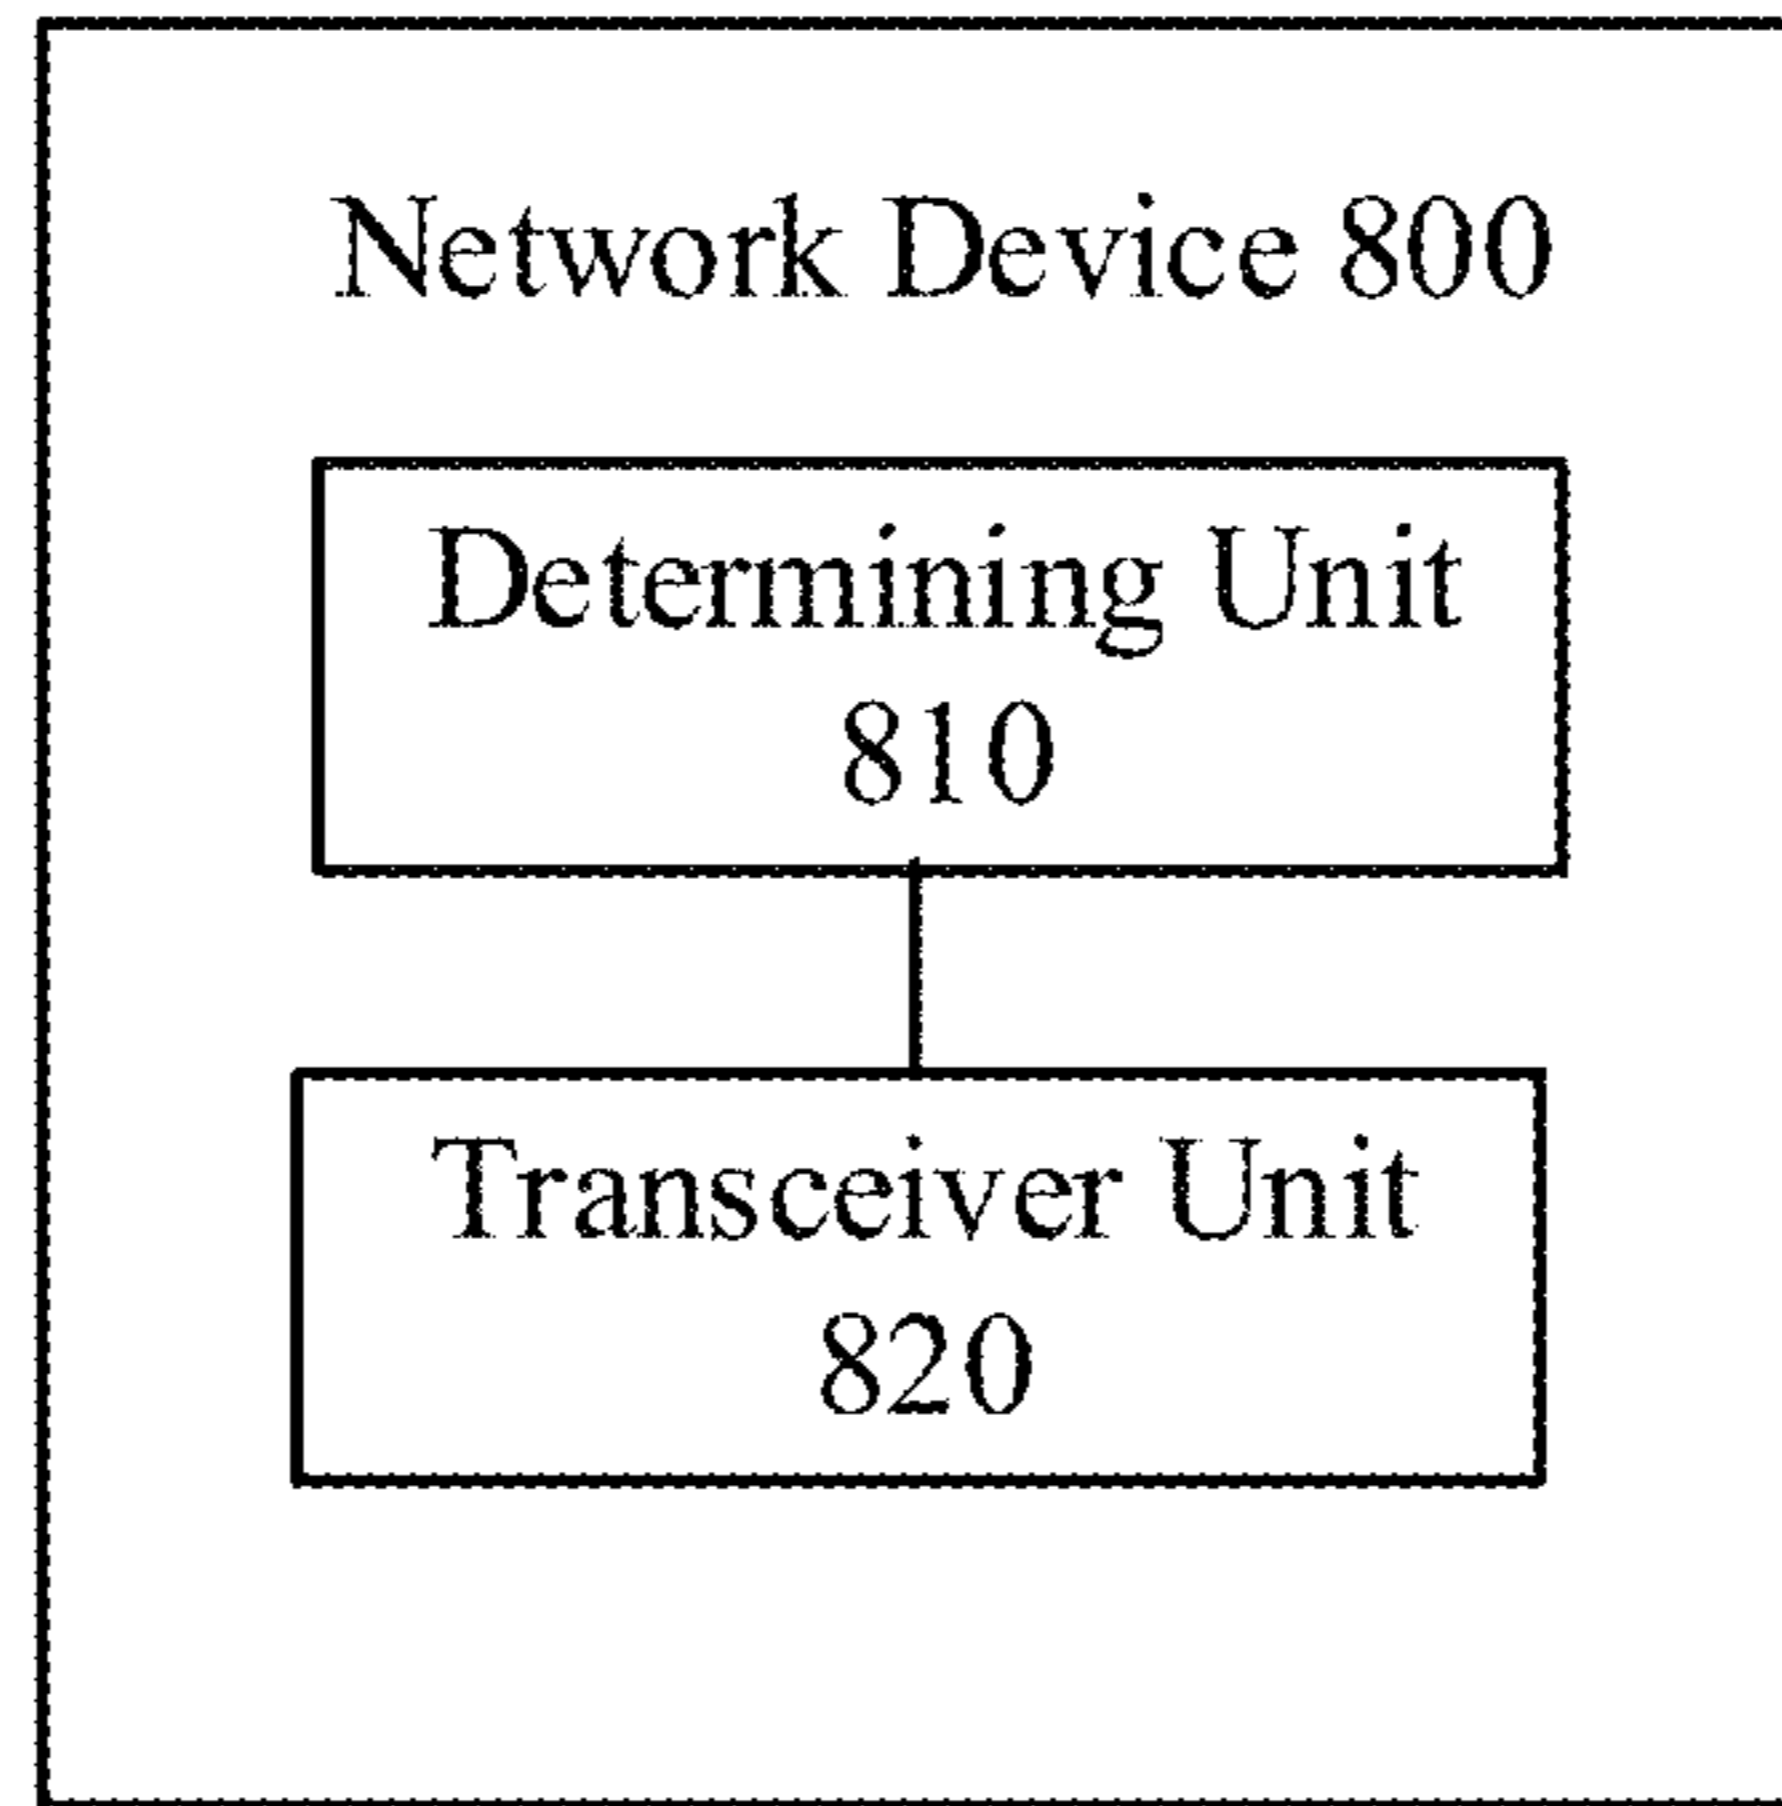 Network Device 800
Determining Unit
810
Transceiver Unit
820